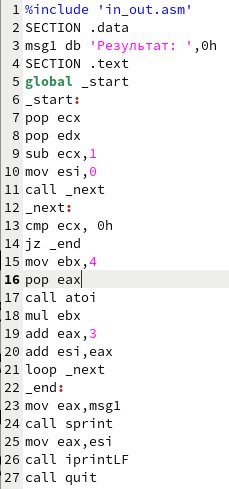 1 %include 'in_out.asm'
2 SECTION .data
3 msg1 db 'Результат: ',0h
4 SECTION .text
5 global _start
6 _start:
7 pop ecx
8 pop edx
9 sub ecx,1
10 mov esi,0
11 call _next
12 _next:
13 cmp ecx, 0h
14 jz _end
15 mov ebx,4
16 pop eax
17 call atoi
18 mul ebx
19 add eax,3
20 add esi,eax
21 loop _next
22 _end:
23 mov eax,msg1
24 call sprint
25 mov eax,esi
26 call iprintLF
27 call quit